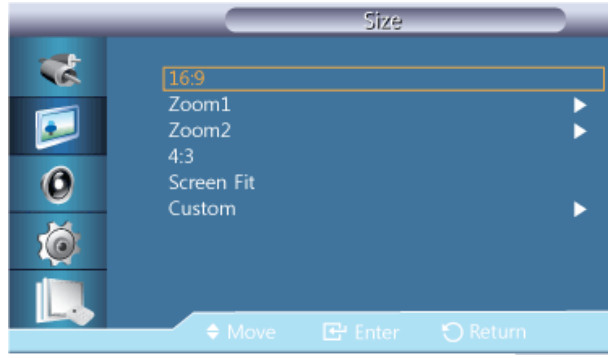 Size
16:9
Zoom1
Zoom2
4:3
Screen Fit
Custom
Move Enter Return